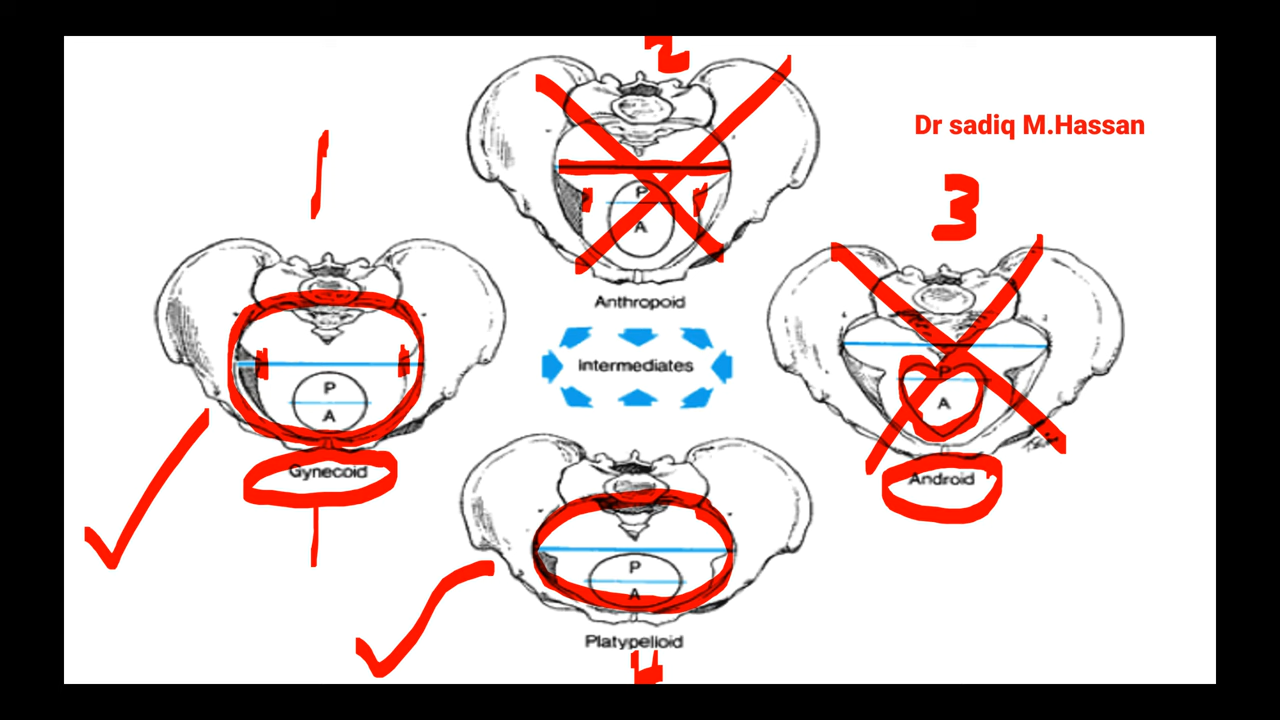 2
Dr sadiq M.Hassan
1
3
P
A
Anthropoid
P
A
Intermediates
P
A
Gynecoid
Android
P
A
Platypelloid
4